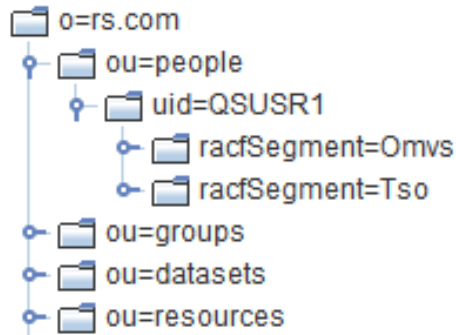 o=rs.com
ou=people
uid=QSUSR1
racfSegment=Omvs
racfSegment=Tso
ou=groups
ou=datasets
ou=resources